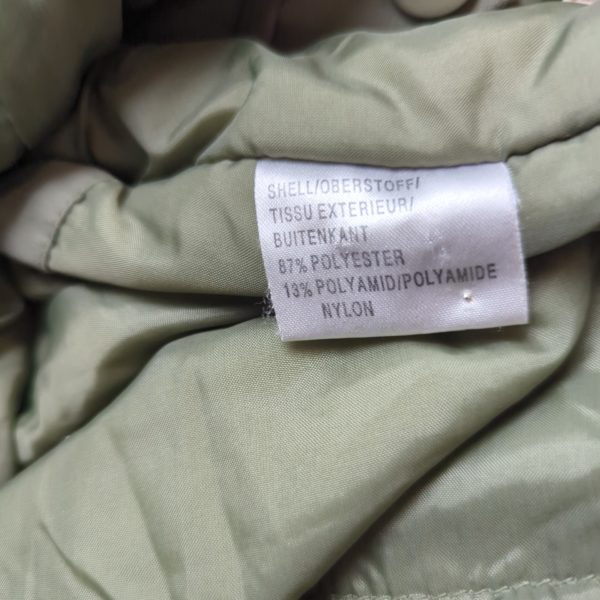 SHELL/OBERSTOFF/
TISSU EXTERIEUR/
BUITENKANT
87% POLYESTER
13% POLYAMID/POLYAMIDE
NYLON